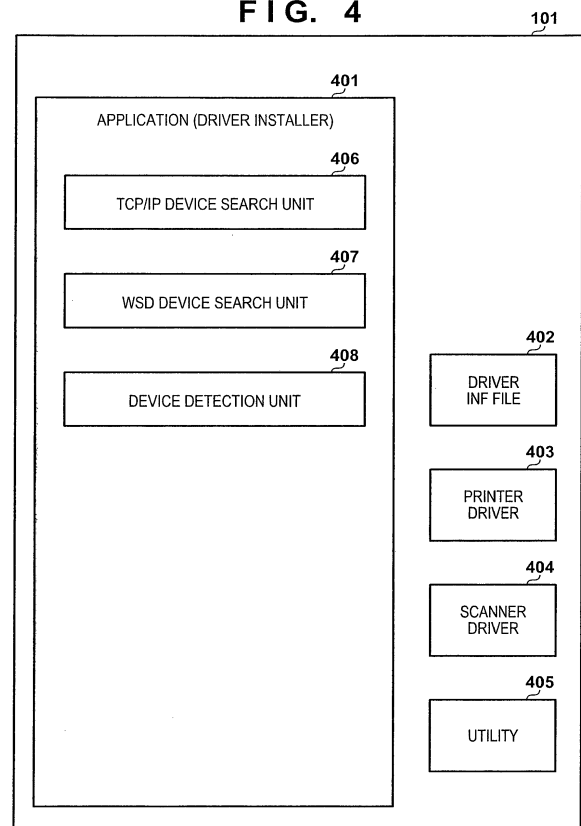 FIG. 4
101
401
APPLICATION (DRIVER INSTALLER)
406
TCP/IP DEVICE SEARCH UNIT
407
WSD DEVICE SEARCH UNIT
408
DEVICE DETECTION UNIT
402
DRIVER
INF FILE
403
PRINTER
DRIVER
404
SCANNER
DRIVER
405
UTILITY